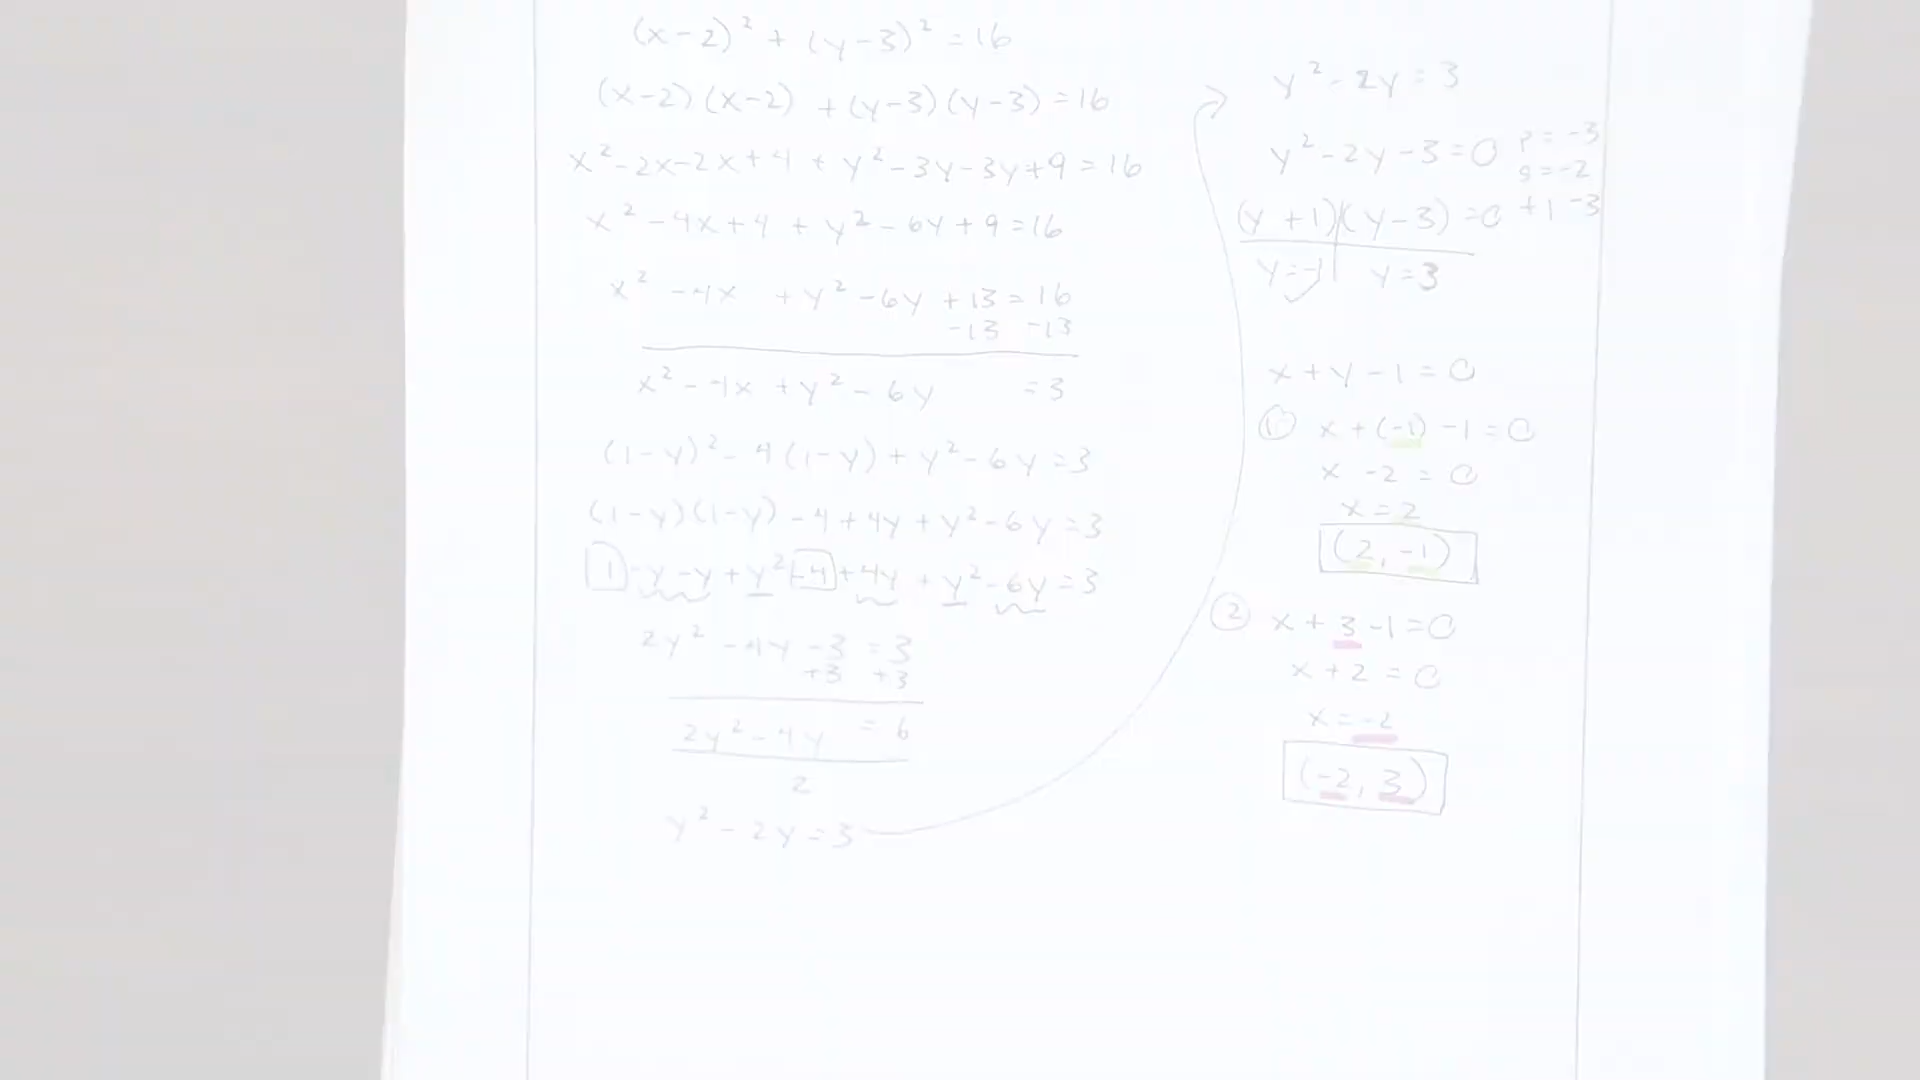 (x-2)² + (y-3)² = 16
(x-2)(x-2) + (y-3)(y-3) = 16
x² -2x-2x+4 + y² -3y-3y+9 = 16
x² -4x+4 + y² - 6y+9 = 16
x² -4x + y² -6y +13 = 16
-13 -13
x² -4x + y² - 6y = 3
(1-y)² - 4(1-y) + y² - 6y = 3
(1-y)(1-y) -4 + 4y + y² - 6y = 3
1 -y -y + y² -4 + 4y + y² - 6y = 3
2y² -4y -3 = 3
+3 +3
2y² - 4y = 6
2
y² - 2y = 3
y² - 2y = 3
y² - 2y - 3 = 0 P = -3
S = -2
(y +1)(y-3) = 0 +1 -3
y = -1 y = 3
x + y - 1 = 0
① x + (-1) - 1 = 0
x - 2 = 0
x = 2
(2, -1)
② x + 3 - 1 = 0
x + 2 = 0
x = -2
(-2, 3)